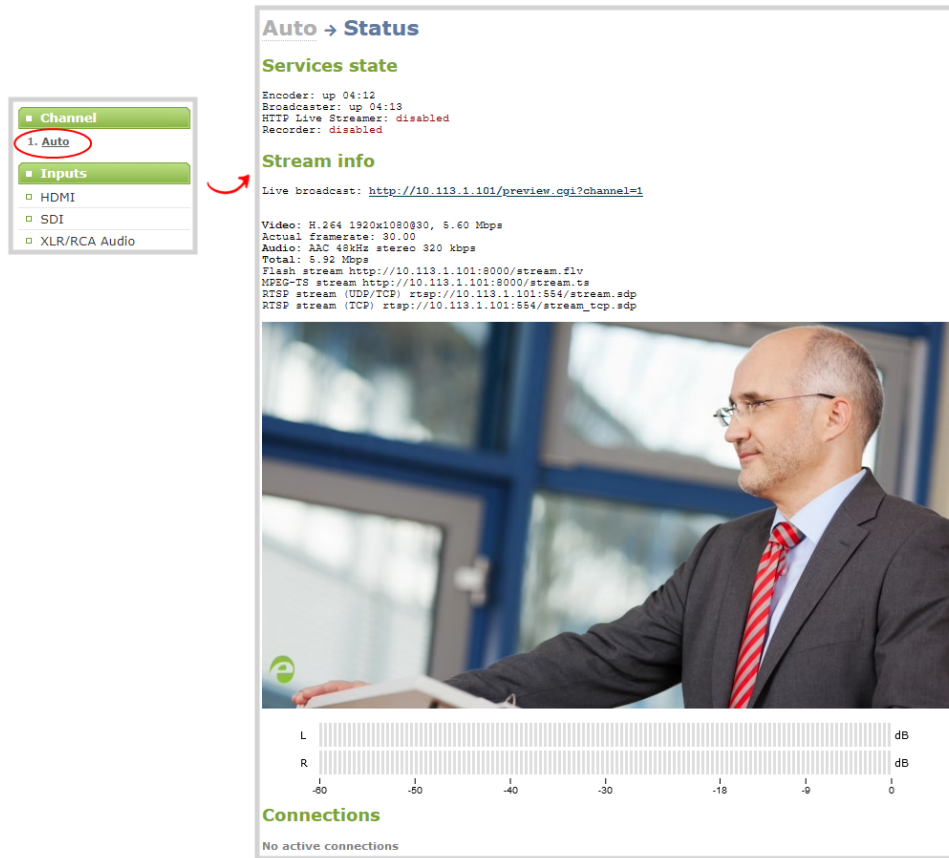 Channel
1. Auto
Inputs
HDMI
SDI
XLR/RCA Audio
Auto → Status
Services state
Encoder: up 04:12
Broadcaster: up 04:13
HTTP Live Streamer: disabled
Recorder: disabled
Stream info
Live broadcast: http://10.113.1.101/preview.cgi?channel=1
Video: H.264 1920x1080@30, 5.60 Mbps
Actual framerate: 30.00
Audio: AAC 48kHz stereo 320 kbps
Total: 5.92 Mbps
Flash stream http://10.113.1.101:8000/stream.flv
MPEG-TS stream http://10.113.1.101:8000/stream.ts
RTSP stream (UDP/TCP) rtsp://10.113.1.101:554/stream.sdp
RTSP stream (TCP) rtsp://10.113.1.101:554/stream_tcp.sdp
L dB
R dB
-60 -50 -40 -30 -18 -9 0
Connections
No active connections